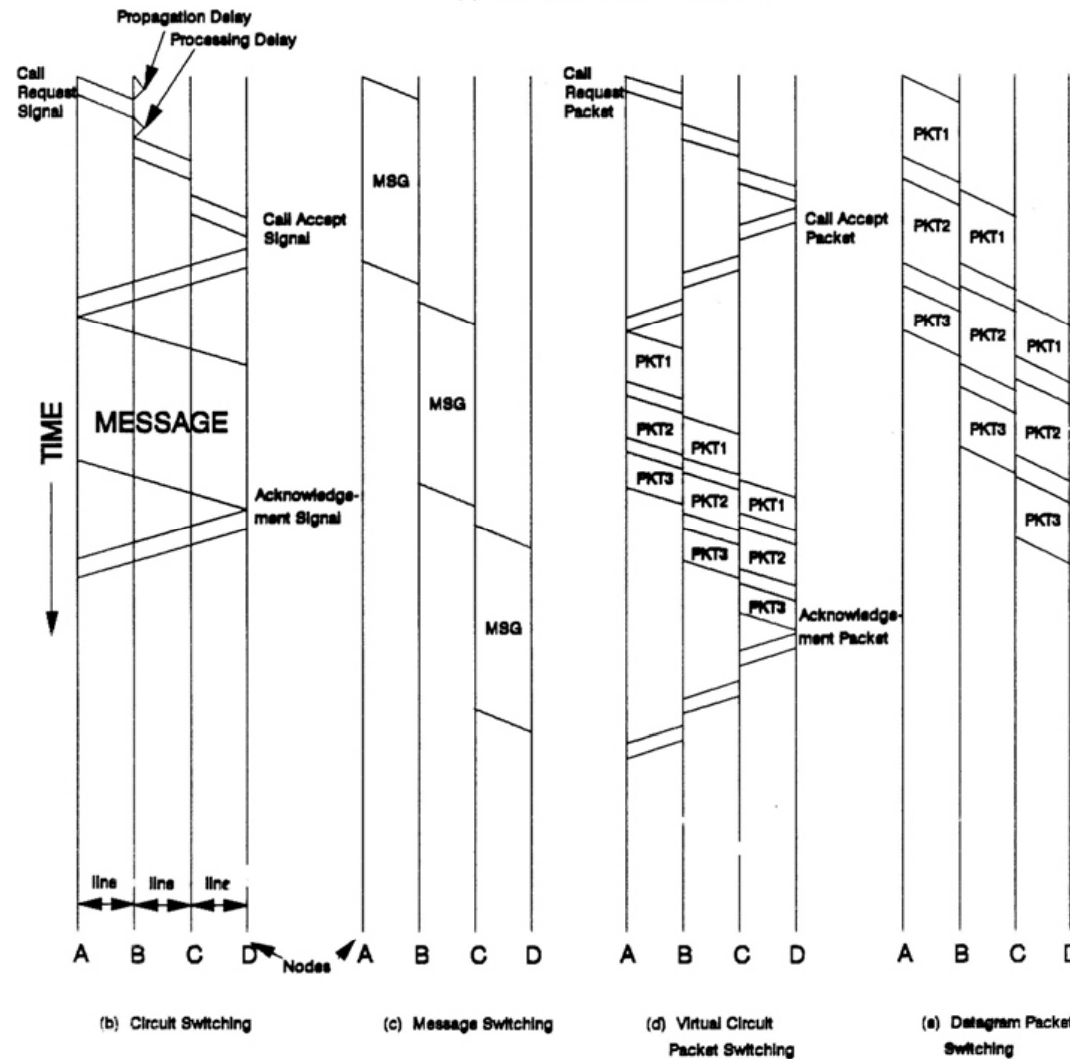 Propagation Delay
Processing Delay
Call
Request
Signal
Call Accept
Signal
TIME
MESSAGE
Acknowledge-
ment Signal
line line line
A B C D
Nodes
(b) Circuit Switching
MSG
MSG
MSG
A B C D
(c) Message Switching
Call
Request
Packet
Call Accept
Packet
PKT1
PKT2
PKT1
PKT3
PKT2
PKT1
PKT3
PKT2
PKT3
Acknowledge-
ment Packet
A B C D
(d) Virtual Circuit
Packet Switching
PKT1
PKT2
PKT1
PKT3
PKT2
PKT1
PKT3
PKT2
PKT3
A B C D
(e) Datagram Packet
Switching